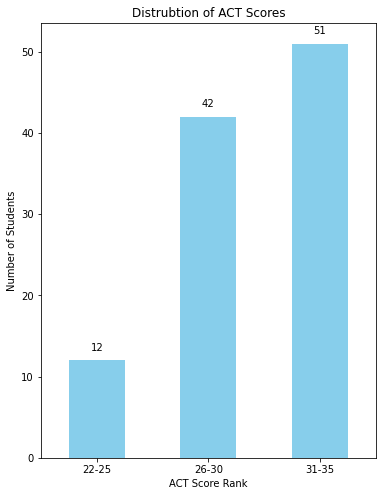 Distrubtion of ACT Scores
51
50
42
40
Number of Students
30
20
12
10
0
22-25 26-30 31-35
ACT Score Rank